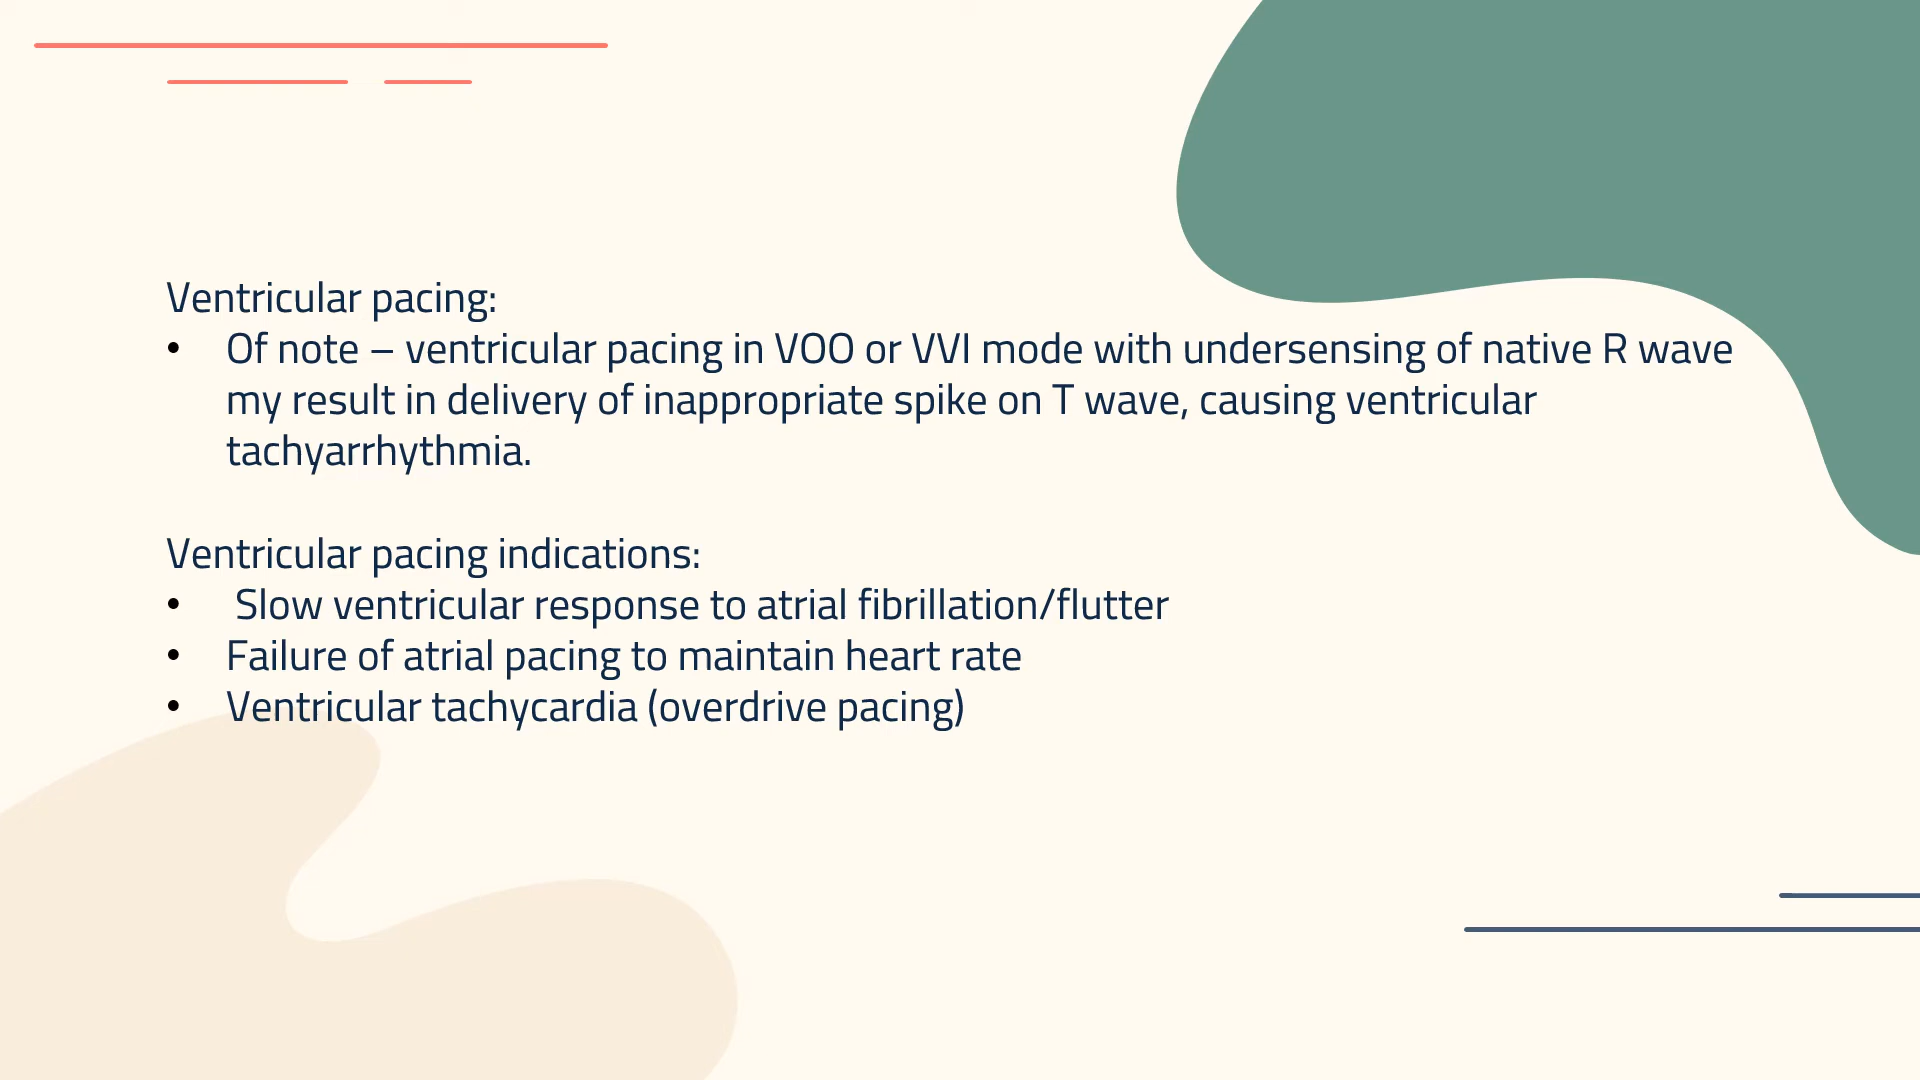 Ventricular pacing:
• Of note – ventricular pacing in VOO or VVI mode with undersensing of native R wave
my result in delivery of inappropriate spike on T wave, causing ventricular
tachyarrhythmia.
Ventricular pacing indications:
• Slow ventricular response to atrial fibrillation/flutter
• Failure of atrial pacing to maintain heart rate
• Ventricular tachycardia (overdrive pacing)